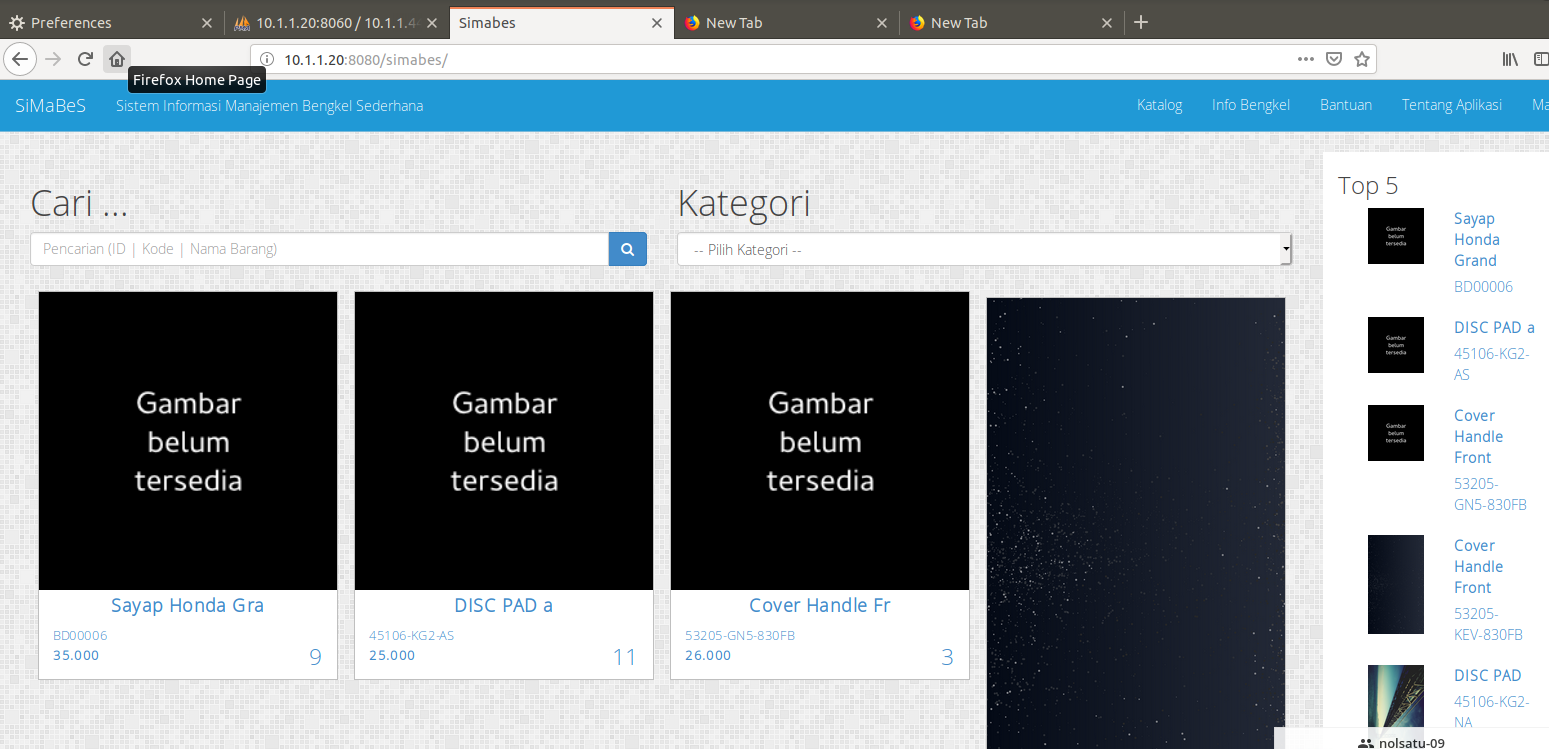 Preferences
10.1.1.20:8060 / 10.1.1.4
Simabes
New Tab
New Tab
10.1.1.20:8080/simabes/
Firefox Home Page
SiMaBeS
Sistem Informasi Manajemen Bengkel Sederhana
Katalog
Info Bengkel
Bantuan
Tentang Aplikasi
Ma
Cari ...
Pencarian (ID | Kode | Nama Barang)
Kategori
-- Pilih Kategori --
Gambar
belum
tersedia
Sayap Honda Gra
BD00006
35.000
9
Gambar
belum
tersedia
DISC PAD a
45106-KG2-AS
25.000
11
Gambar
belum
tersedia
Cover Handle Fr
53205-GN5-830FB
26.000
3
Top 5
Gambar
belum
tersedia
Sayap
Honda
Grand
BD00006
Gambar
belum
tersedia
DISC PAD a
45106-KG2-
AS
Gambar
belum
tersedia
Cover
Handle
Front
53205-
GN5-830FB
Cover
Handle
Front
53205-
KEV-830FB
DISC PAD
45106-KG2-
NA
nolsatu-09